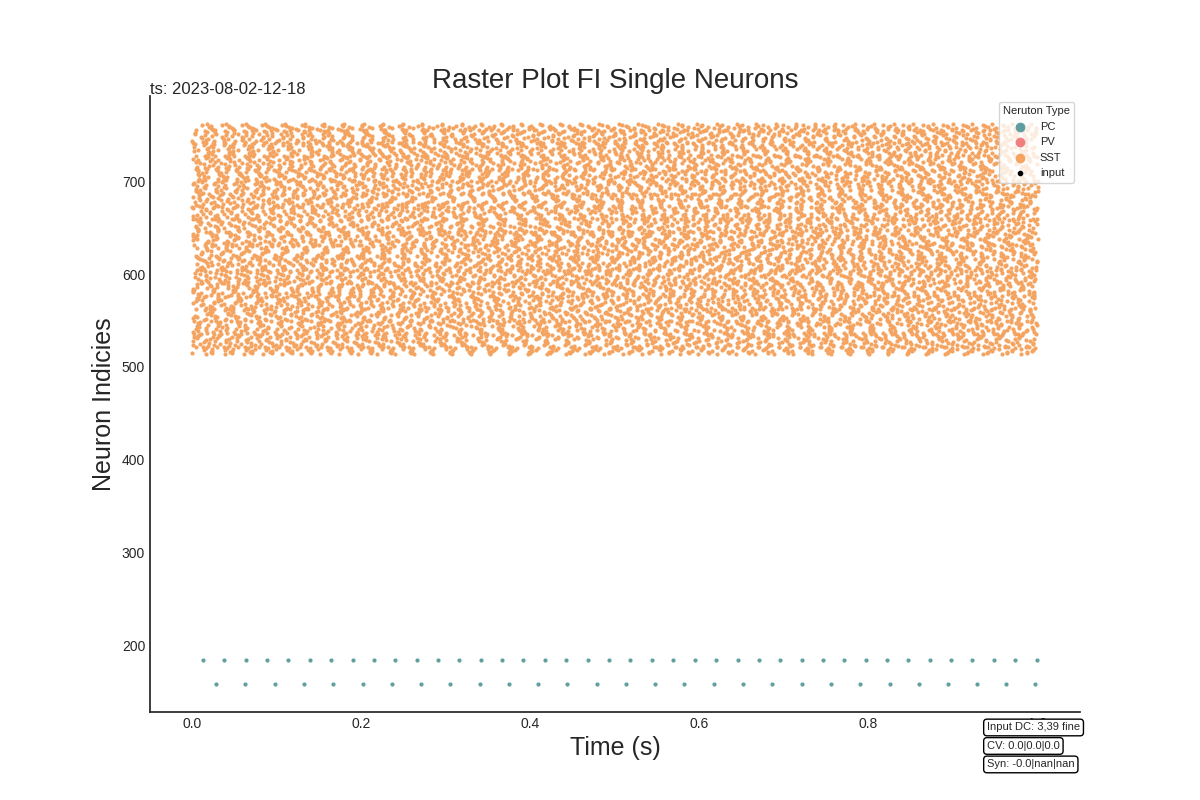 Raster Plot FI Single Neurons
ts: 2023-08-02-12-18
Neruton Type
PC
PV
SST
input
Neuron Indicies
700
600
500
400
300
200
0.0
0.2
0.4
0.6
0.8
Time (s)
Input DC: 3,39 fine
CV: 0.0|0.0|0.0
Syn: -0.0|nan|nan